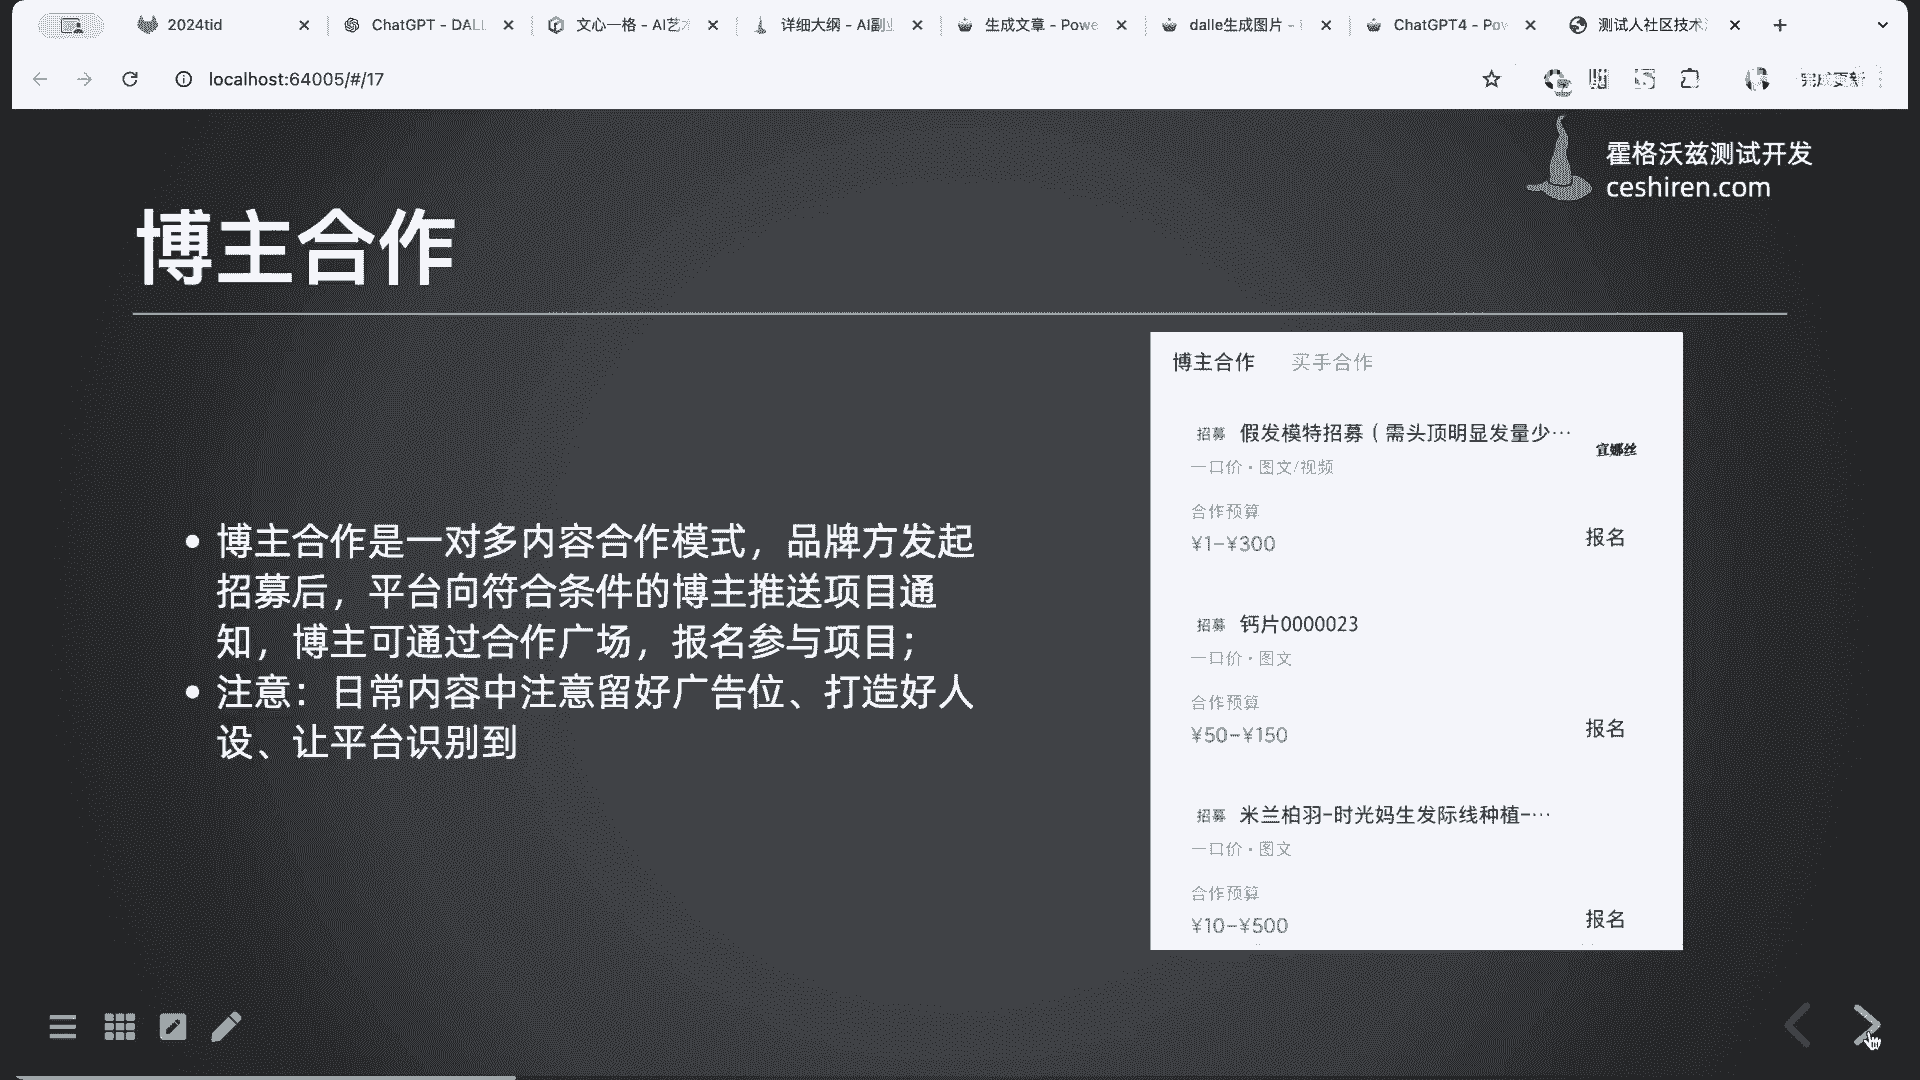 2024tid
ChatGPT - DALL
文心一格 - AI艺
详细大纲 - AI副业
生成文章 - Powe
dalle生成图片 -
ChatGPT4 - Pow
测试人社区技术
localhost:64005/#/17
完成更新
霍格沃兹测试开发
ceshiren.com
博主合作
博主合作是一对多内容合作模式，品牌方发起
招募后，平台向符合条件的博主推送项目通
知，博主可通过合作广场，报名参与项目；
注意：日常内容中注意留好广告位、打造好人
设、让平台识别到
博主合作 买手合作
招募 假发模特招募（需头顶明显发量少…
宣娜丝
一口价·图文/视频
合作预算
¥1-¥300
报名
招募 钙片0000023
一口价·图文
合作预算
¥50-¥150
报名
招募 米兰柏羽-时光妈生发际线种植-…
一口价·图文
合作预算
¥10-¥500
报名